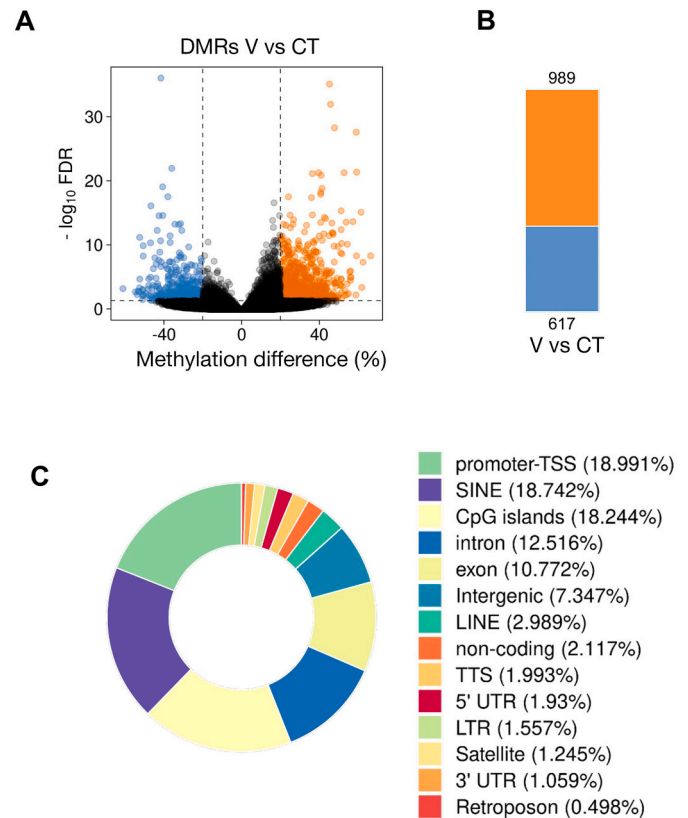 A
DMRs V vs CT
- log10 FDR
30
20
10
0
-40
0
40
Methylation difference (%)
B
989
617
V vs CT
C
promoter-TSS (18.991%)
SINE (18.742%)
CpG islands (18.244%)
intron (12.516%)
exon (10.772%)
Intergenic (7.347%)
LINE (2.989%)
non-coding (2.117%)
TTS (1.993%)
5' UTR (1.93%)
LTR (1.557%)
Satellite (1.245%)
3' UTR (1.059%)
Retroposon (0.498%)